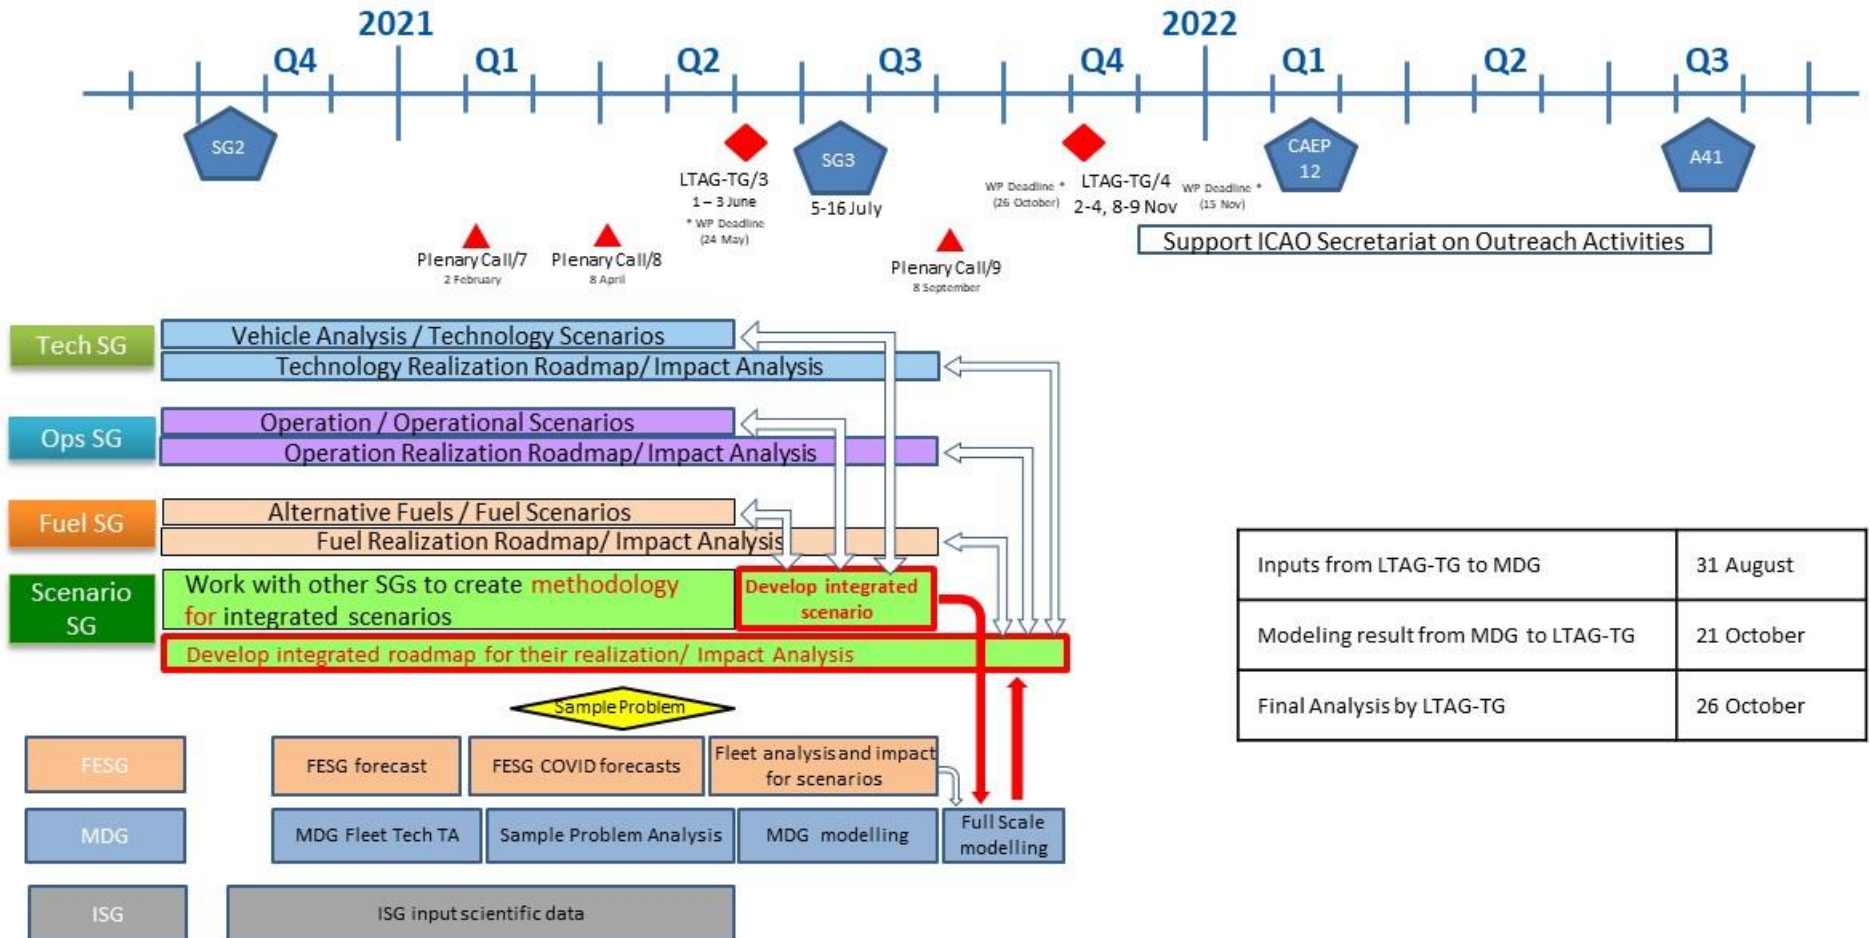 2021
2022
Q4
Q1
Q2
Q3
Q4
Q1
Q2
Q3
SG2
SG3
CAEP
12
A41
LTAG-TG/3
1 – 3 June
* WP Deadline
(24 May)
5-16 July
WP Deadline *
(26 October)
LTAG-TG/4
2-4, 8-9 Nov
WP Deadline *
(15 Nov)
Support ICAO Secretariat on Outreach Activities
Plenary Call/7
2 February
Plenary Call/8
8 April
Plenary Call/9
8 September
Tech SG
Vehicle Analysis / Technology Scenarios
Technology Realization Roadmap/ Impact Analysis
Ops SG
Operation / Operational Scenarios
Operation Realization Roadmap/ Impact Analysis
Fuel SG
Alternative Fuels / Fuel Scenarios
Fuel Realization Roadmap/ Impact Analysis
Scenario
SG
Work with other SGs to create methodology
for integrated scenarios
Develop integrated
scenario
Develop integrated roadmap for their realization/ Impact Analysis
Sample Problem
FESG
FESG forecast
FESG COVID forecasts
Fleet analysis and impact
for scenarios
MDG
MDG Fleet Tech TA
Sample Problem Analysis
MDG modelling
Full Scale
modelling
ISG
ISG input scientific data
Inputs from LTAG-TG to MDG
31 August
Modeling result from MDG to LTAG-TG
21 October
Final Analysis by LTAG-TG
26 October